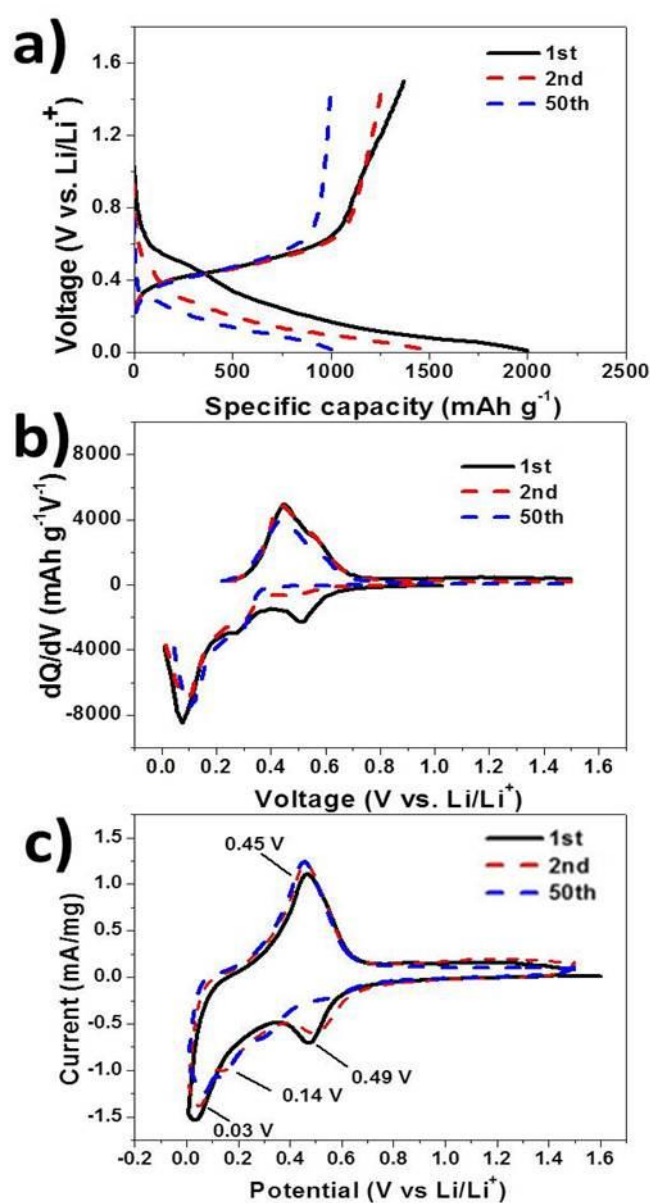 a)
1st
2nd
50th
Voltage (V vs. Li/Li+)
1.6
1.2
0.8
0.4
0.0
0 500 1000 1500 2000 2500
Specific capacity (mAh g-1)
b)
1st
2nd
50th
dQ/dV (mAh g-1V-1)
8000
4000
0
-4000
-8000
0.0 0.2 0.4 0.6 0.8 1.0 1.2 1.4 1.6
Voltage (V vs. Li/Li+)
c)
1st
2nd
50th
0.45 V
0.49 V
0.14 V
0.03 V
Current (mA/mg)
1.5
1.0
0.5
0.0
-0.5
-1.0
-1.5
-0.2 0.0 0.2 0.4 0.6 0.8 1.0 1.2 1.4 1.6
Potential (V vs Li/Li+)